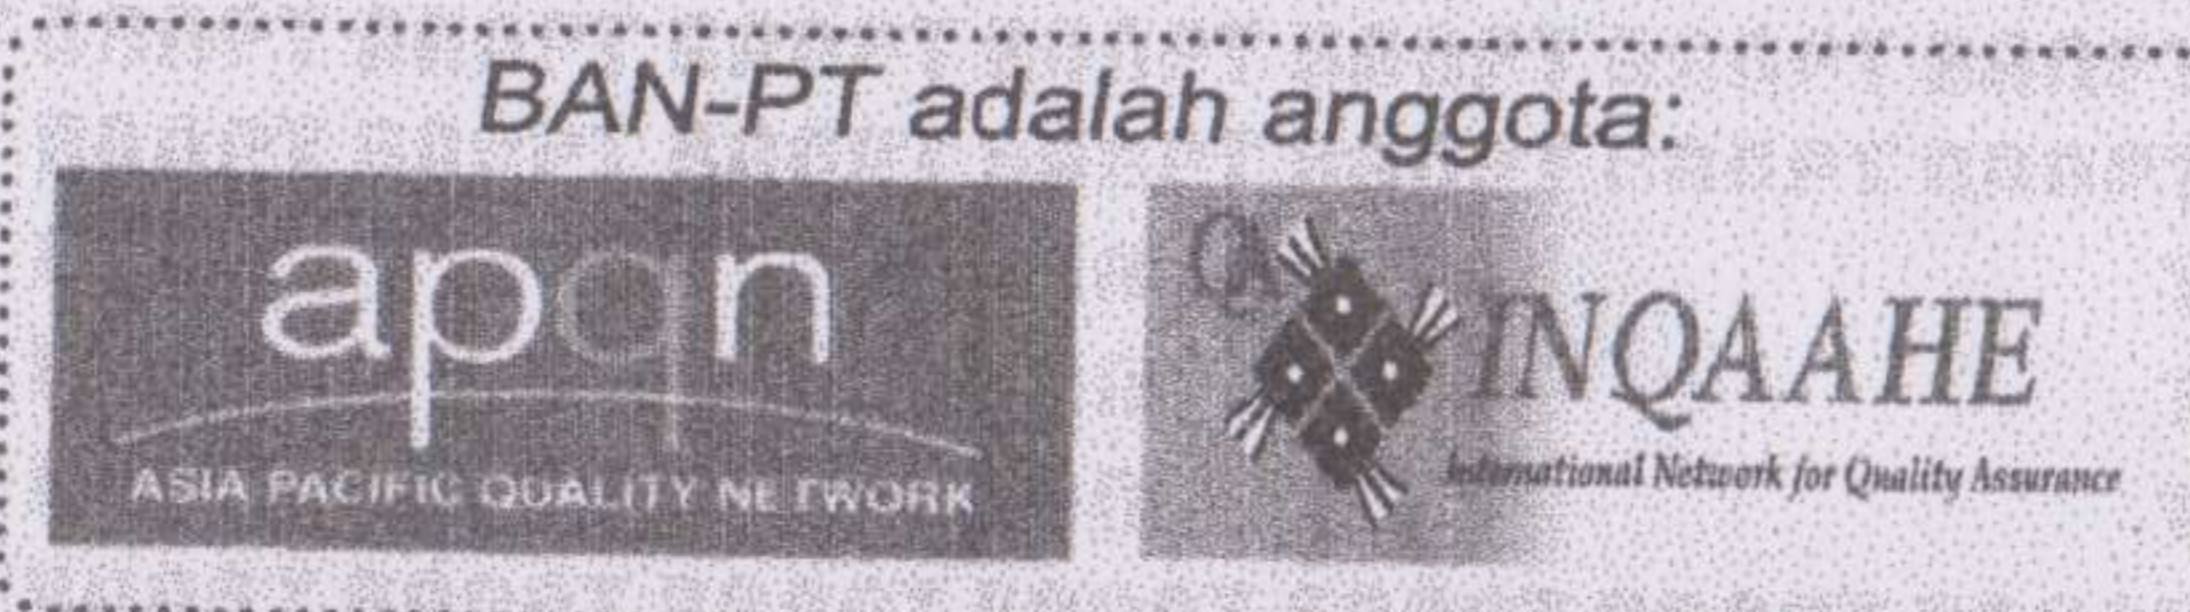 BAN-PT adalah anggota:
apqn
ASIA PACIFIC QUALITY NETWORK
INQAAHE
International Network for Quality Assurance